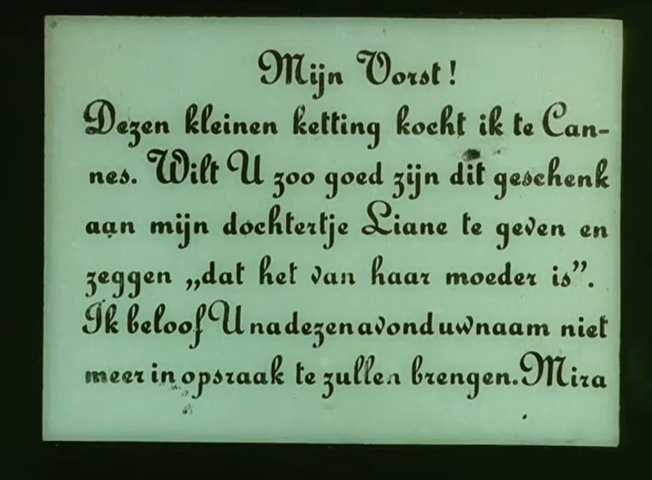 Mijn Vorst!
Dezen kleinen ketting kocht ik te Can-
nes. Wilt U zoo goed zijn dit geschenk
aan mijn dochtertje Liane te geven en
zeggen „dat het van haar moeder is”.
Ik beloof U na dezen avond uw naam niet
meer in opsraak te zullen brengen. Mira